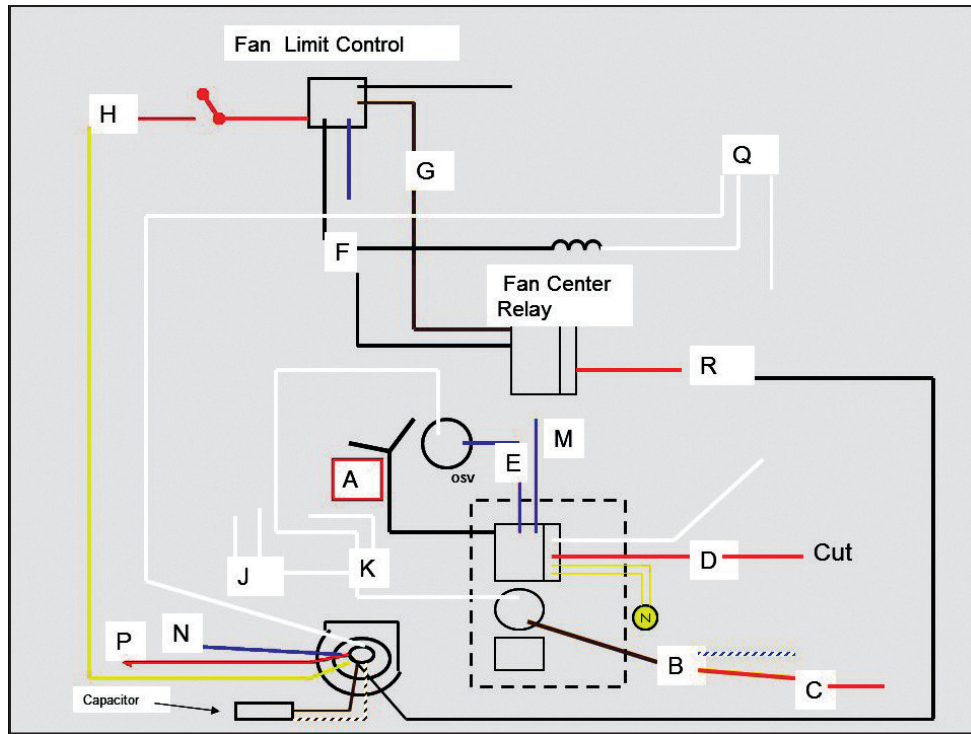 Fan Limit Control
H
Q
G
F
Fan Center
Relay
R
M
E
A
osv
D
Cut
K
J
N
P
Z
B
C
Capacitor